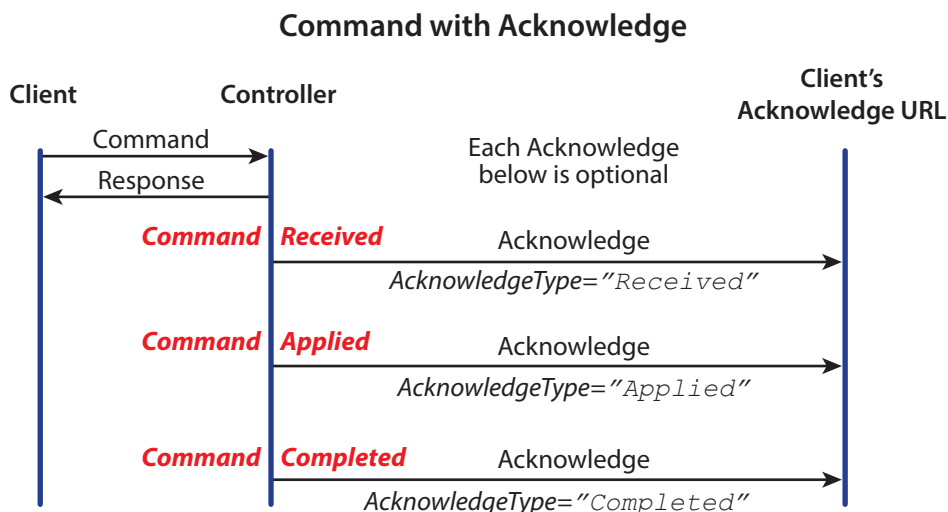 Command with Acknowledge
Client
Controller
Client's
Acknowledge URL
Command
Response
Each Acknowledge
below is optional
Command Received
Acknowledge
AcknowledgeType="Received"
Command Applied
Acknowledge
AcknowledgeType="Applied"
Command Completed
Acknowledge
AcknowledgeType="Completed"